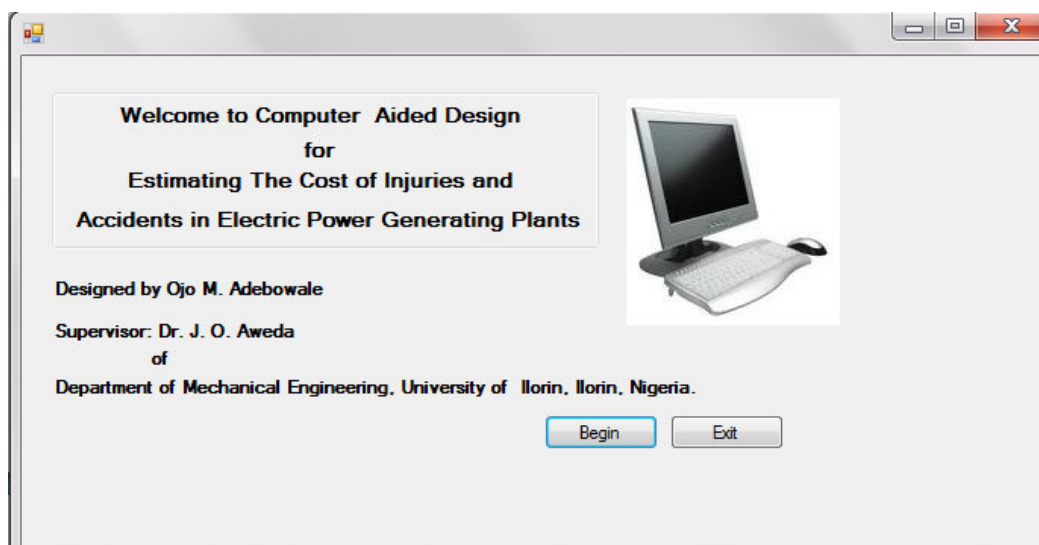 Welcome to Computer Aided Design
for
Estimating The Cost of Injuries and
Accidents in Electric Power Generating Plants
Designed by Ojo M. Adebowale
Supervisor: Dr. J. O. Aweda
of
Department of Mechanical Engineering, University of Ilorin, Ilorin, Nigeria.
Begin Exit